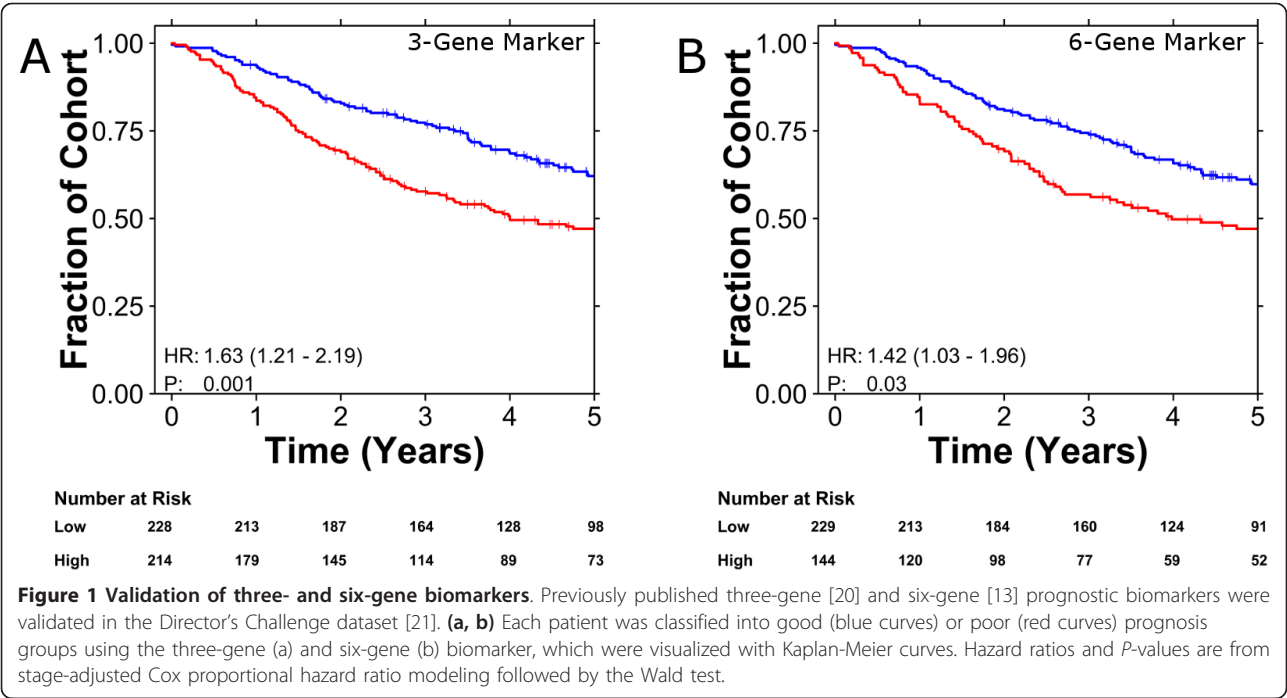 A
3-Gene Marker
Fraction of Cohort
1.00
0.75
0.50
0.25
0.00
HR: 1.63 (1.21 - 2.19)
P: 0.001
0 1 2 3 4 5
Time (Years)
Number at Risk
Low 228 213 187 164 128 98
High 214 179 145 114 89 73
B
6-Gene Marker
Fraction of Cohort
1.00
0.75
0.50
0.25
0.00
HR: 1.42 (1.03 - 1.96)
P: 0.03
0 1 2 3 4 5
Time (Years)
Number at Risk
Low 229 213 184 160 124 91
High 144 120 98 77 59 52
Figure 1 Validation of three- and six-gene biomarkers. Previously published three-gene [20] and six-gene [13] prognostic biomarkers were
validated in the Director's Challenge dataset [21]. (a, b) Each patient was classified into good (blue curves) or poor (red curves) prognosis
groups using the three-gene (a) and six-gene (b) biomarker, which were visualized with Kaplan-Meier curves. Hazard ratios and P-values are from
stage-adjusted Cox proportional hazard ratio modeling followed by the Wald test.